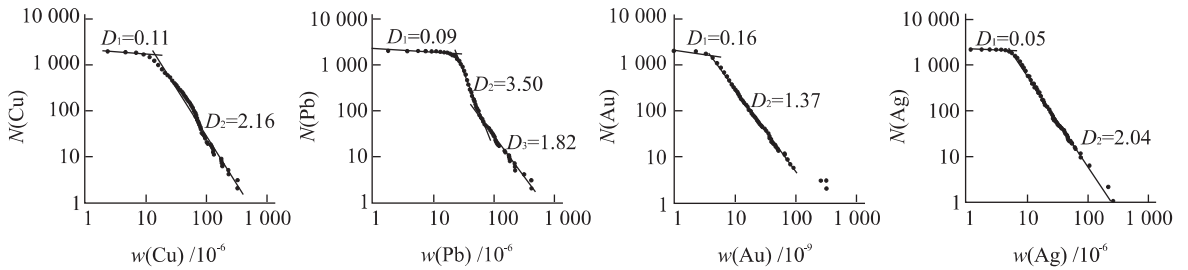 10 000
1 000
100
10
1
N(Cu)
D₁=0.11
D₂=2.16
1 10 100 1 000
w(Cu) /10⁻⁶
10 000
1 000
100
10
1
N(Pb)
D₁=0.09
D₂=3.50
D₃=1.82
1 10 100 1 000
w(Pb) /10⁻⁶
10 000
1 000
100
10
1
N(Au)
D₁=0.16
D₂=1.37
1 10 100 1 000
w(Au) /10⁻⁹
10 000
1 000
100
10
1
N(Ag)
D₁=0.05
D₂=2.04
1 10 100 1 000
w(Ag) /10⁻⁶